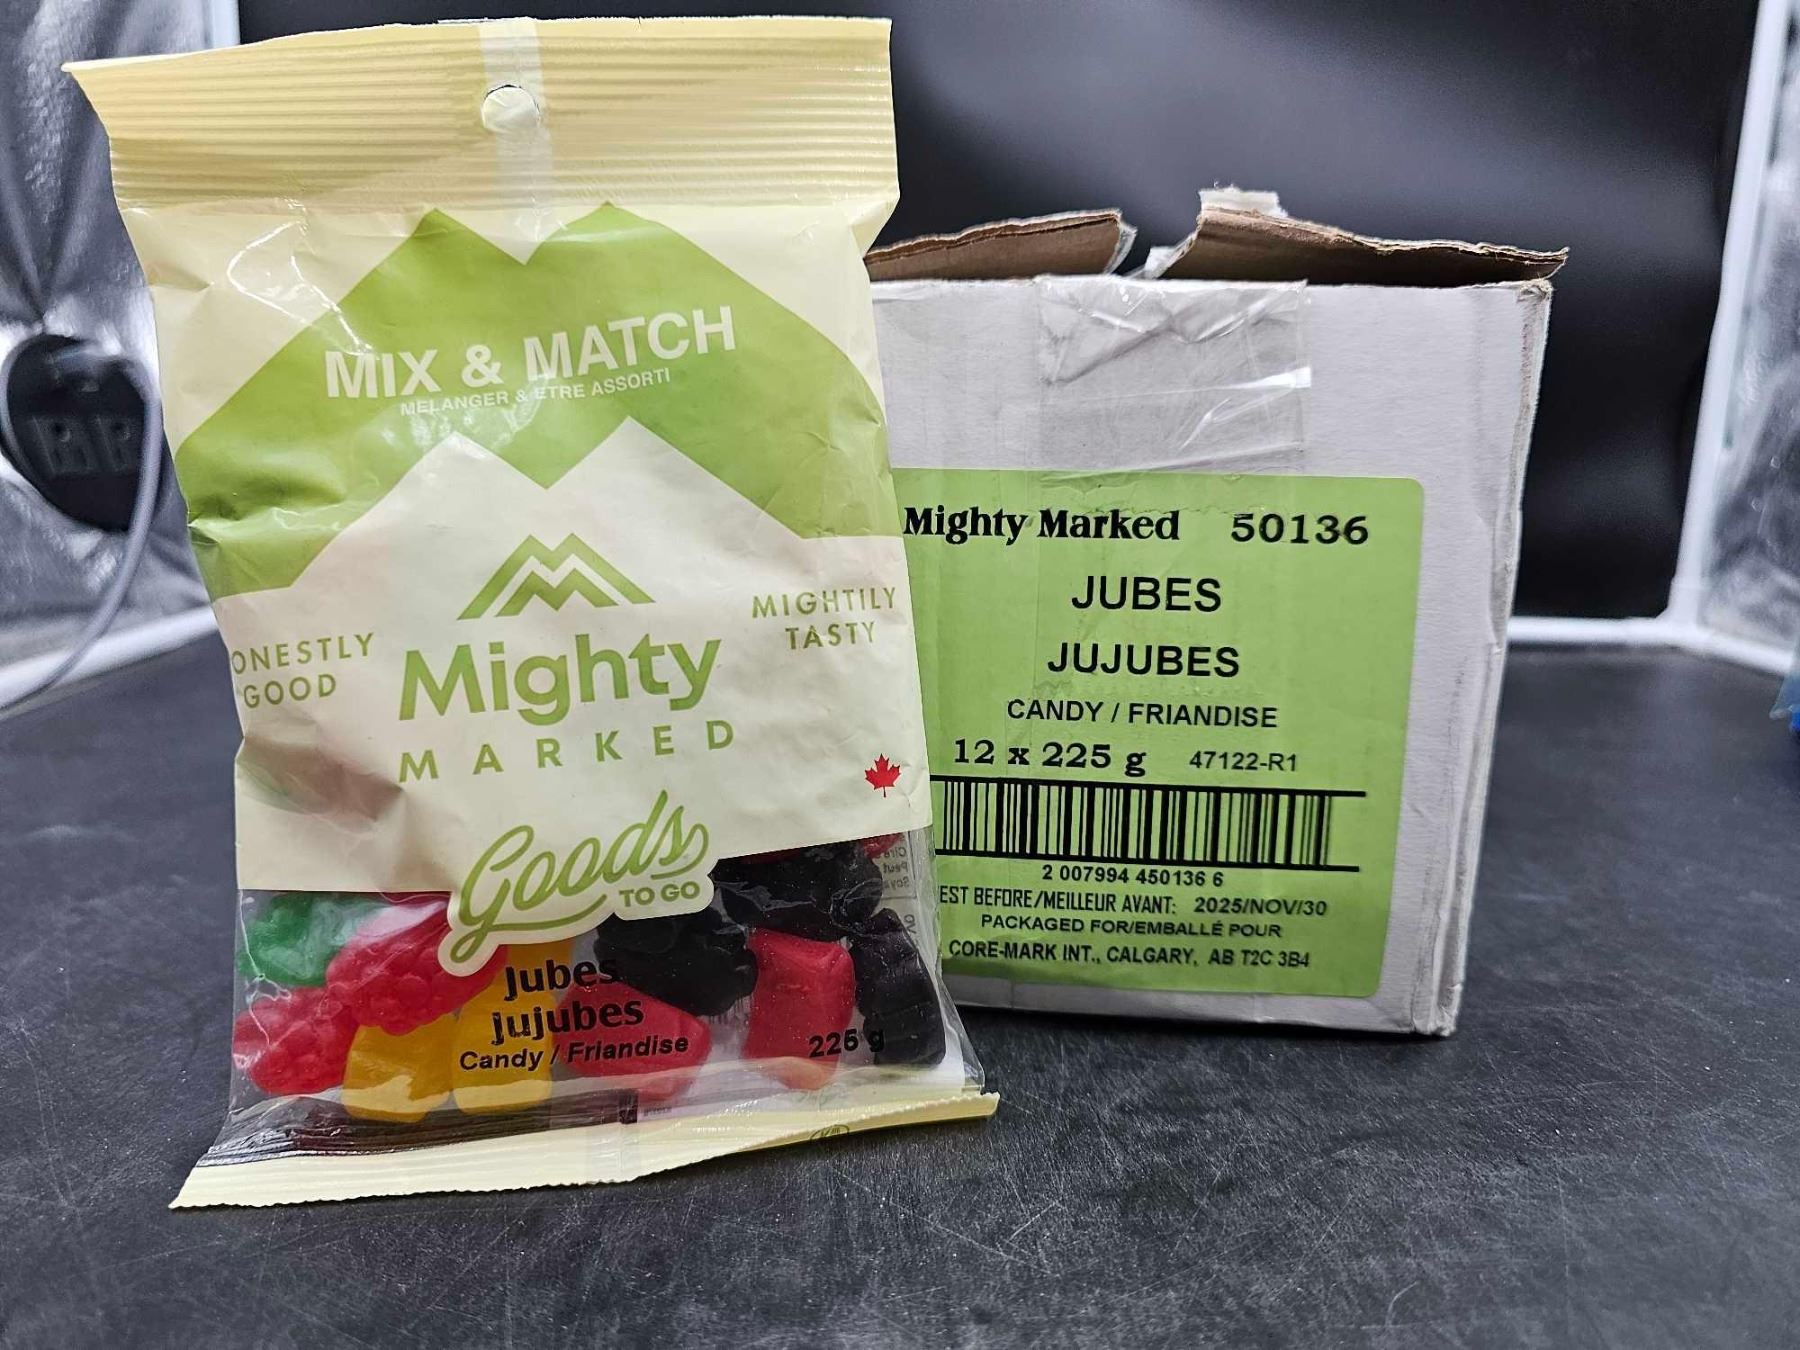 MIX & MATCH
MELANGER & ETRE ASSORTI
ONESTLY
GOOD
MIGHTILY
TASTY
Mighty
MARKED
Goods
TO GO
Jubes
Jujubes
Candy / Friandise
225 g
Mighty Marked 50136
JUBES
JUJUBES
CANDY / FRIANDISE
12 x 225 g 47122-R1
2 007994 450136 6
EST BEFORE/MEILLEUR AVANT: 2025/NOV/30
PACKAGED FOR/EMBALLÉ POUR
CORE-MARK INT., CALGARY, AB T2C 3B4